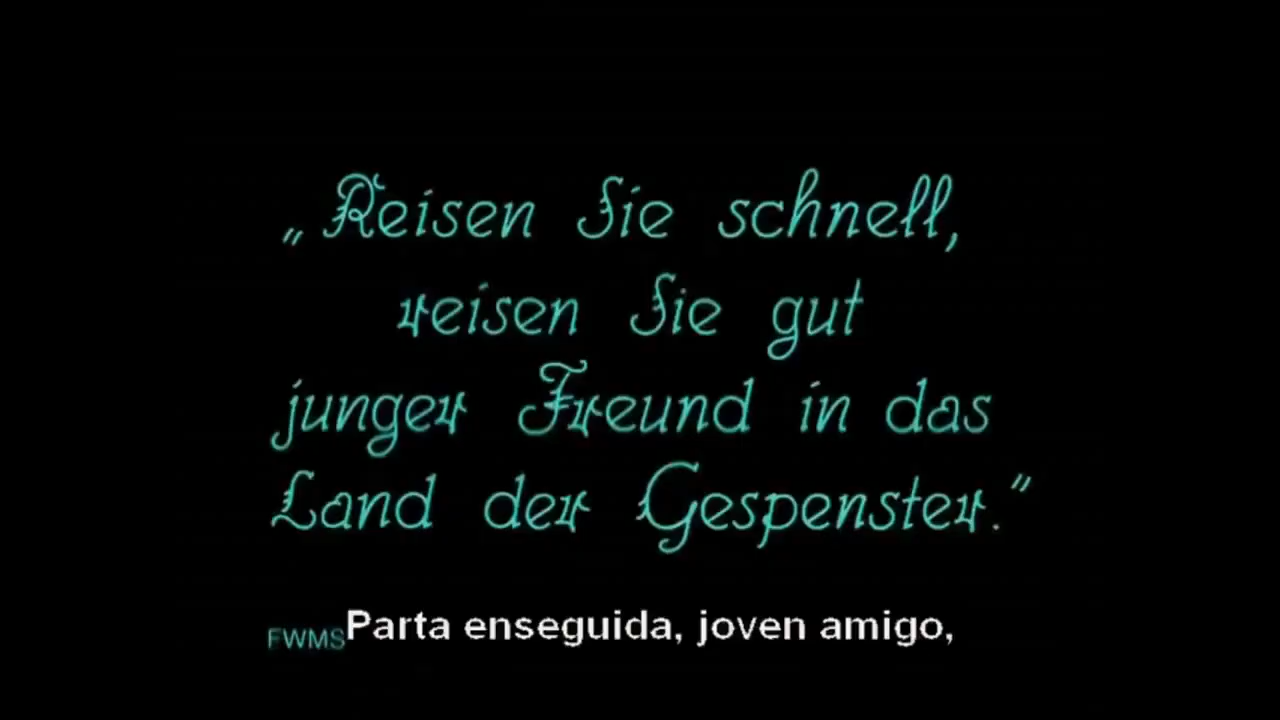 „Reisen Sie schnell,
reisen Sie gut
junger Freund in das
Land der Gespenster.”
FWMS
Parta enseguida, joven amigo,